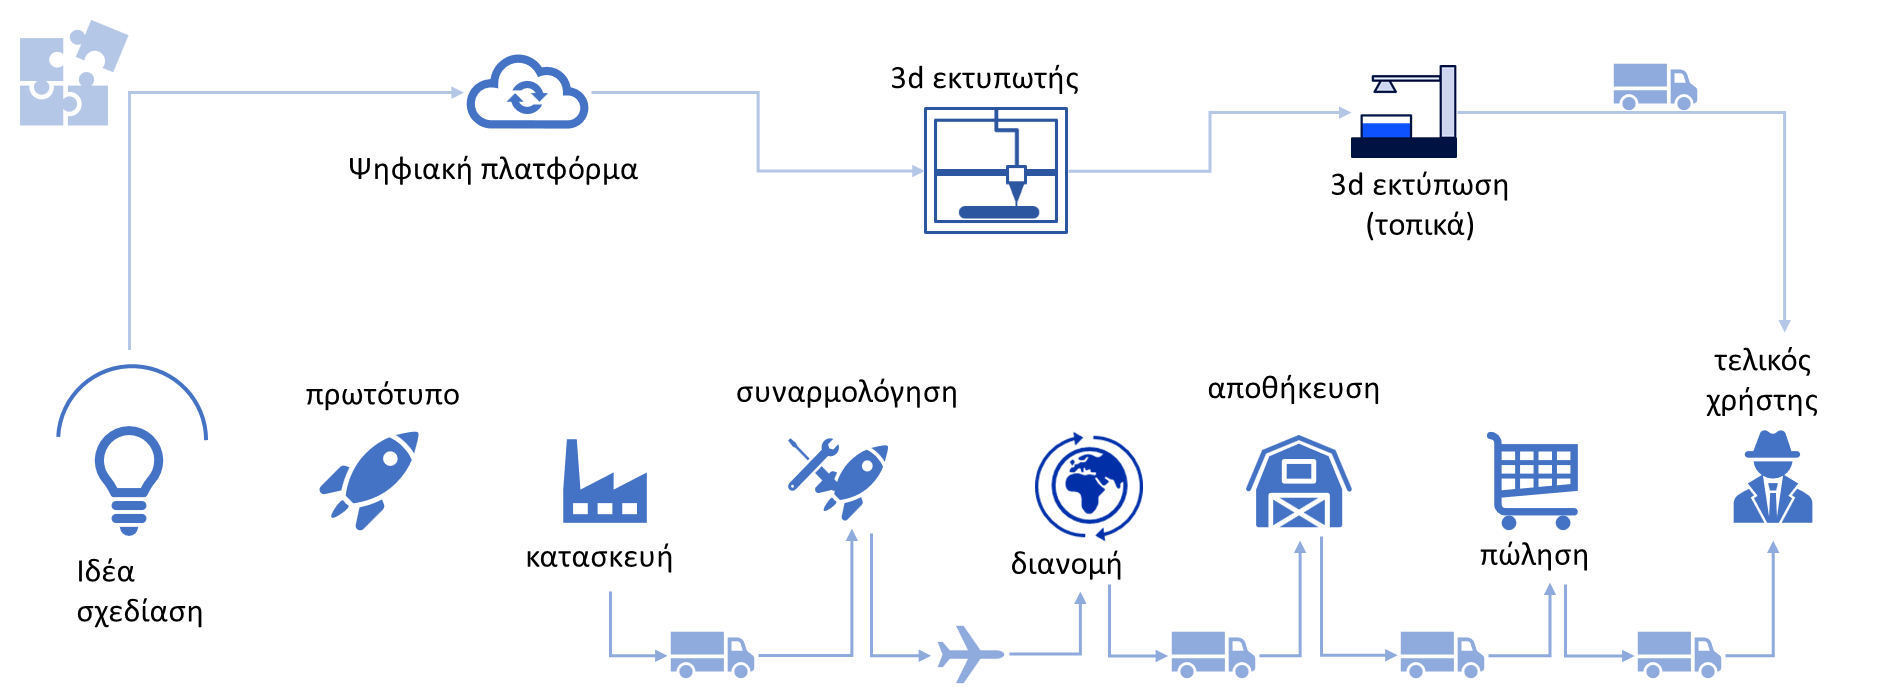 3d εκτυπωτής
Ψηφιακή πλατφόρμα
3d εκτύπωση
(τοπικά)
τελικός
χρήστης
πρωτότυπο
συναρμολόγηση
αποθήκευση
κατασκευή
διανομή
πώληση
Ιδέα
σχεδίαση